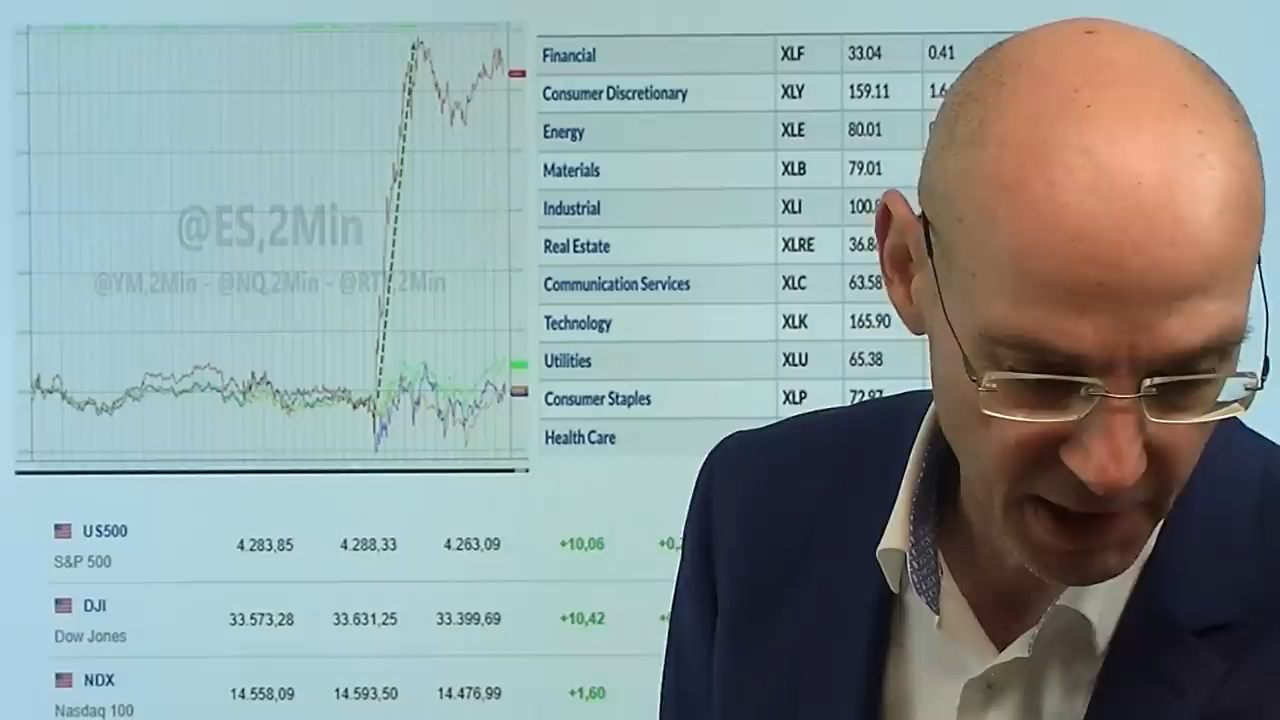 @ES,2Min
@YM,2Min - @NQ,2Min - @RTY,2Min
Financial XLF 33.04 0.41
Consumer Discretionary XLY 159.11
Energy XLE 80.01
Materials XLB 79.01
Industrial XLI
Real Estate XLRE
Communication Services XLC 63.58
Technology XLK 165.90
Utilities XLU 65.38
Consumer Staples XLP 72.97
Health Care
US500 4.283,85 4.288,33 4.263,09 +10,06
S&P 500
DJI 33.573,28 33.631,25 33.399,69 +10,42
Dow Jones
NDX 14.558,09 14.593,50 14.476,99 +1,60
Nasdaq 100